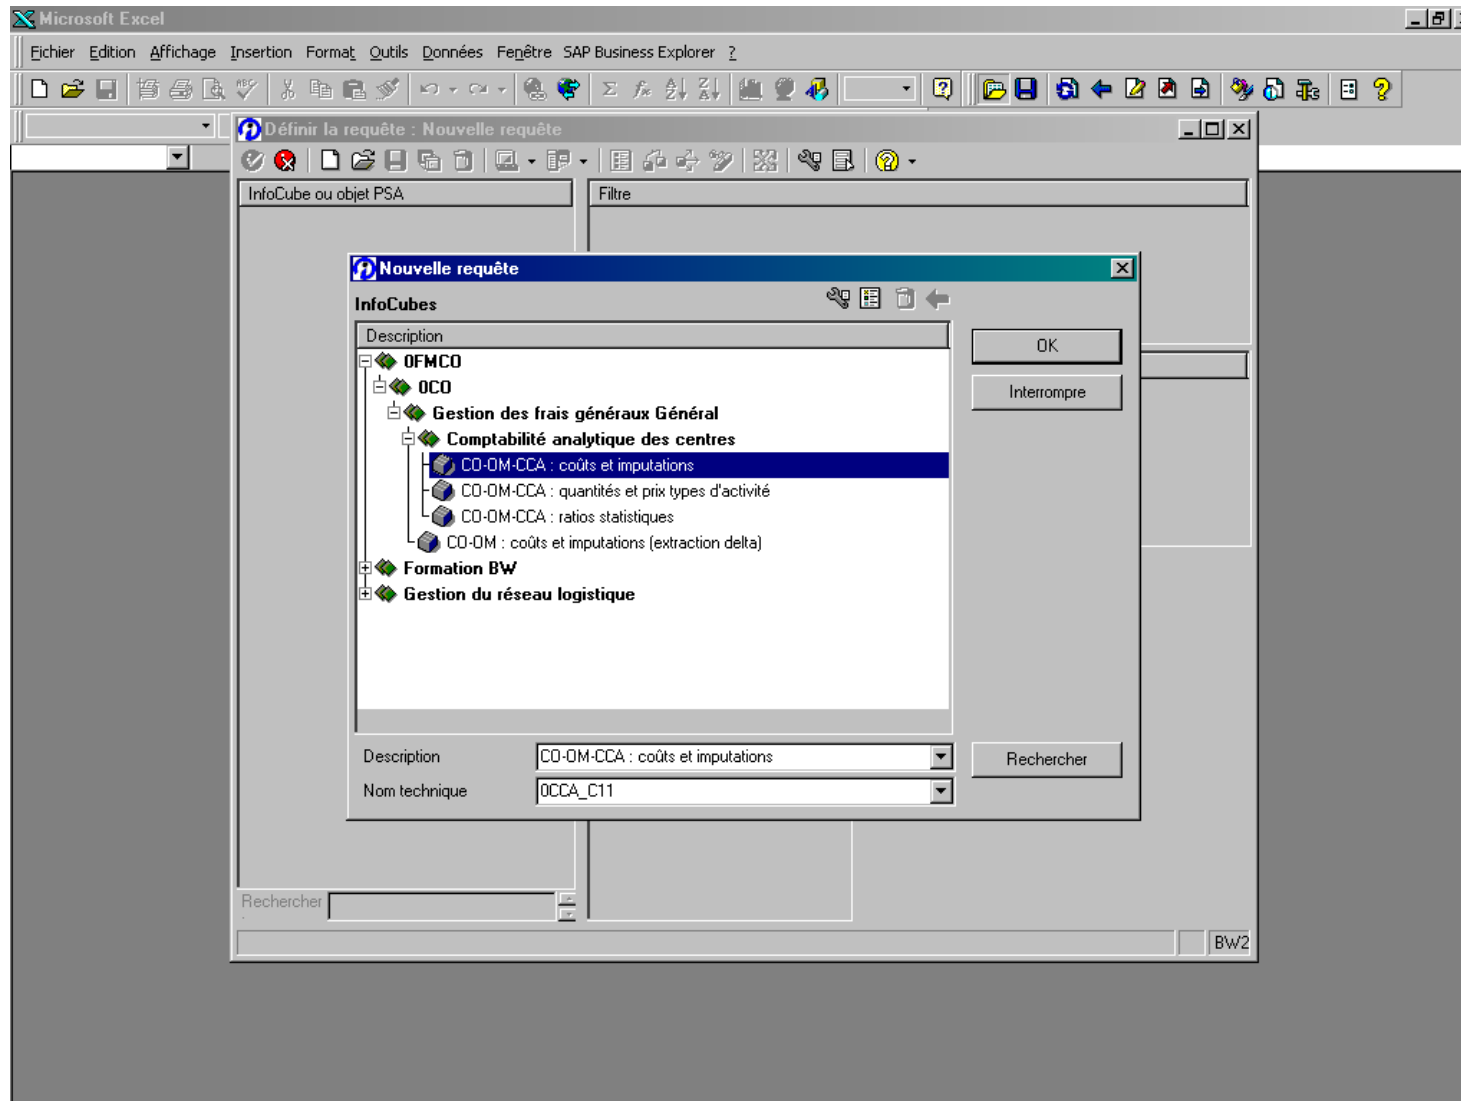 Microsoft Excel
Fichier Edition Affichage Insertion Format Outils Données Fenêtre SAP Business Explorer ?
Définir la requête : Nouvelle requête
InfoCube ou objet PSA
Filtre
Nouvelle requête
InfoCubes
Description
OK
0FMCO
0CO
Interrompre
Gestion des frais généraux Général
Comptabilité analytique des centres
CO-OM-CCA : coûts et imputations
CO-OM-CCA : quantités et prix types d'activité
CO-OM-CCA : ratios statistiques
CO-OM : coûts et imputations (extraction delta)
Formation BW
Gestion du réseau logistique
Description CO-OM-CCA : coûts et imputations Rechercher
Nom technique 0CCA_C11
Rechercher
BW2